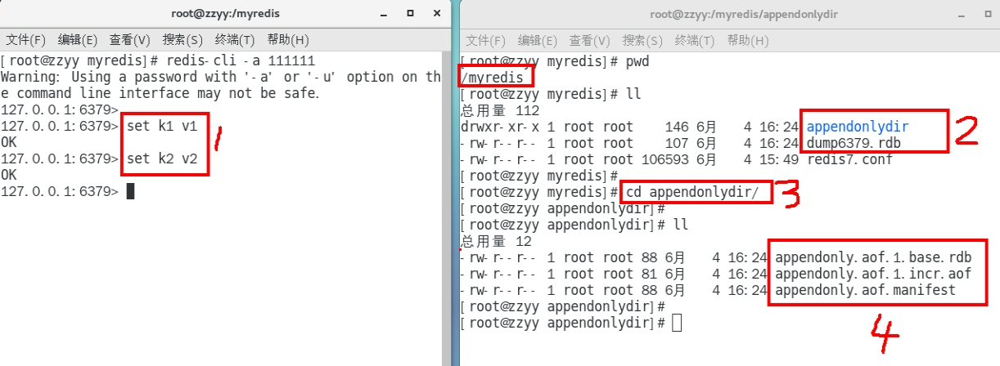 root@zzyy:/myredis
文件(F) 编辑(E) 查看(V) 搜索(S) 终端(T) 帮助(H)
[root@zzyy myredis]# redis-cli -a 111111
Warning: Using a password with '-a' or '-u' option on th
e command line interface may not be safe.
127.0.0.1:6379>
127.0.0.1:6379> set k1 v1
OK
127.0.0.1:6379> set k2 v2
OK
127.0.0.1:6379>
1
root@zzyy:/myredis/appendonlydir
文件(F) 编辑(E) 查看(V) 搜索(S) 终端(T) 帮助(H)
[root@zzyy myredis]# pwd
/myredis
[root@zzyy myredis]# ll
总用量 112
drwxr-xr-x 1 root root 146 6月 4 16:24 appendonlydir
-rw-r--r-- 1 root root 107 6月 4 16:24 dump6379.rdb
-rw-r--r-- 1 root root 106593 6月 4 15:49 redis7.conf
2
[root@zzyy myredis]#
[root@zzyy myredis]# cd appendonlydir/
3
[root@zzyy appendonlydir]#
[root@zzyy appendonlydir]# ll
总用量 12
-rw-r--r-- 1 root root 88 6月 4 16:24 appendonly.aof.1.base.rdb
-rw-r--r-- 1 root root 81 6月 4 16:24 appendonly.aof.1.incr.aof
-rw-r--r-- 1 root root 88 6月 4 16:24 appendonly.aof.manifest
[root@zzyy appendonlydir]#
[root@zzyy appendonlydir]#
4